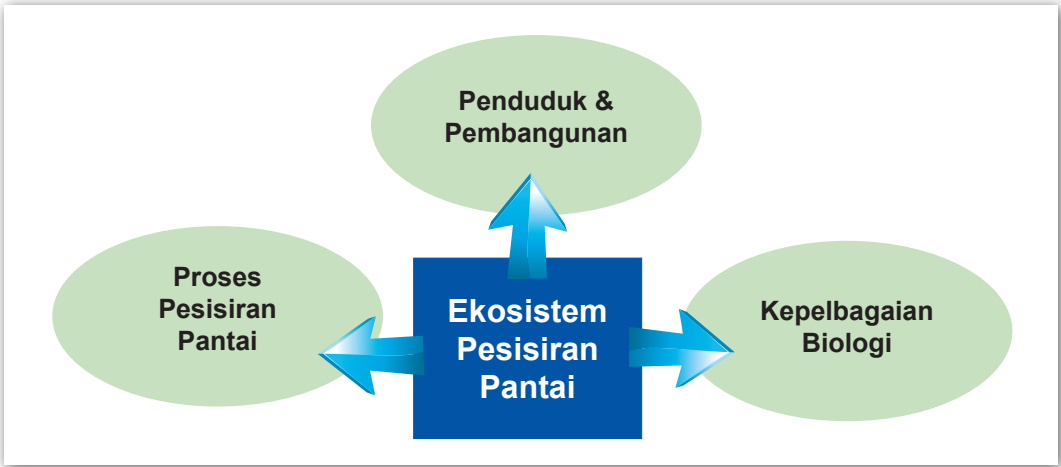 Penduduk &
Pembangunan
Proses
Pesisiran
Pantai
Ekosistem
Pesisiran
Pantai
Kepelbagaian
Biologi